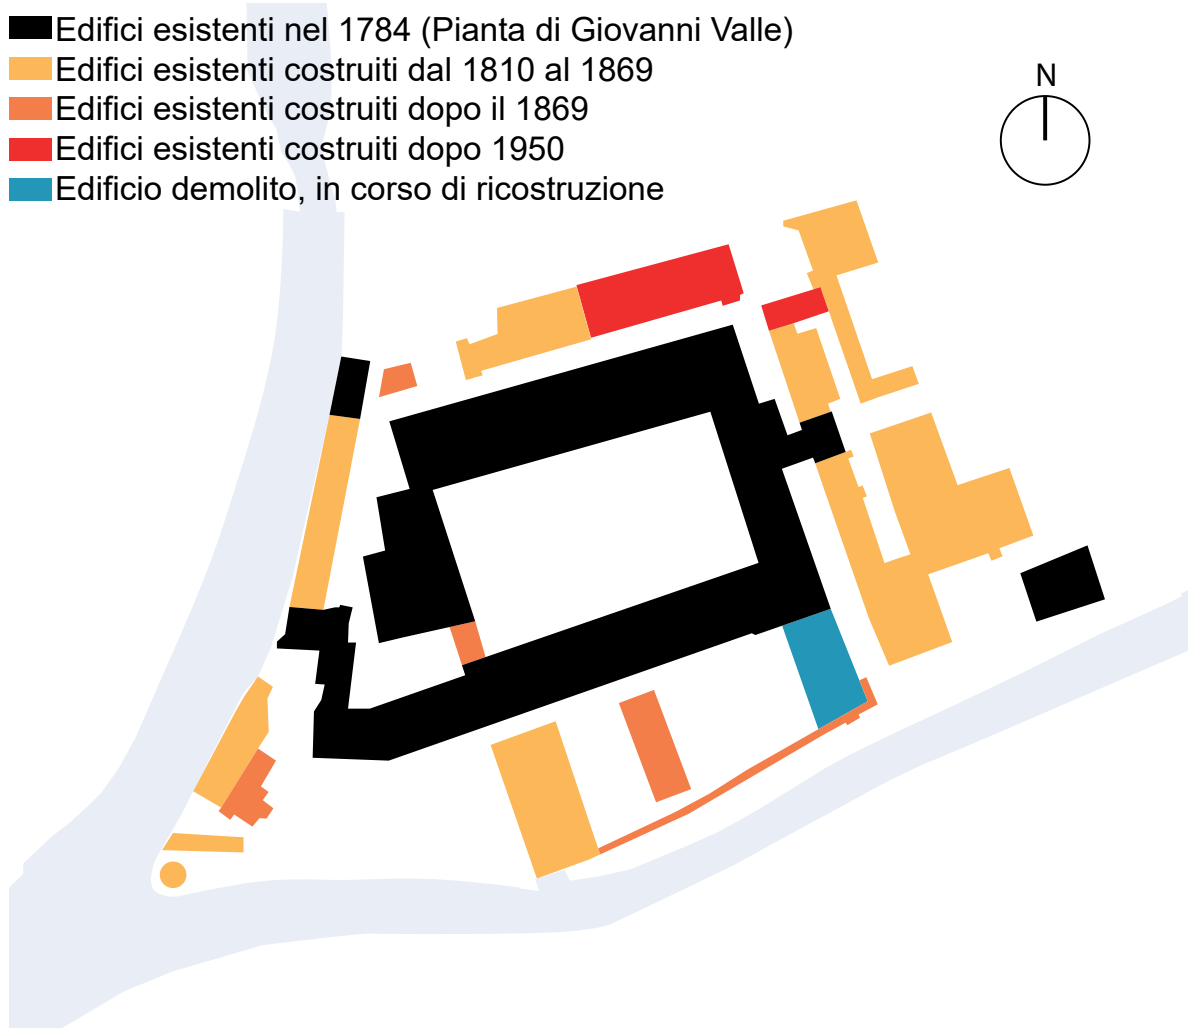 Edifici esistenti nel 1784 (Pianta di Giovanni Valle)
Edifici esistenti costruiti dal 1810 al 1869
Edifici esistenti costruiti dopo il 1869
Edifici esistenti costruiti dopo 1950
Edificio demolito, in corso di ricostruzione
N